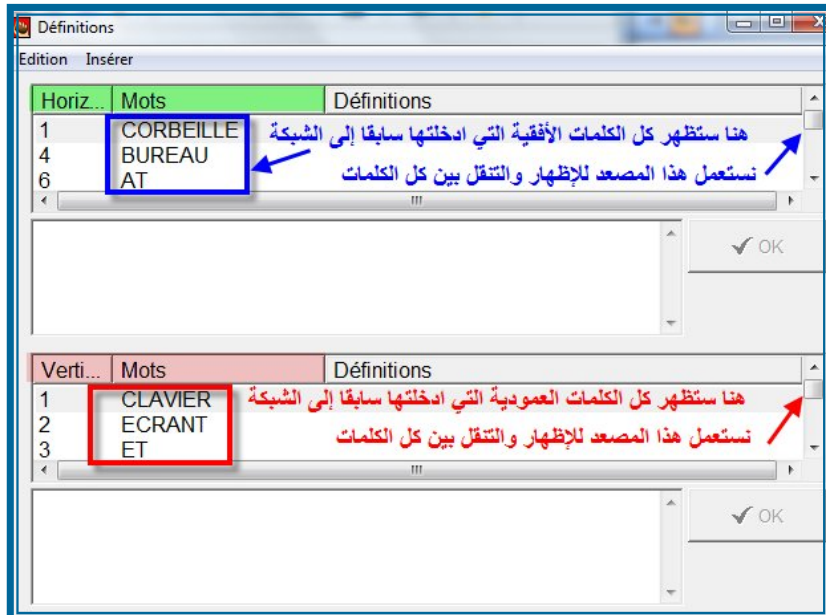 Définitions
Edition Insérer
Horiz... Mots Définitions
1 CORBEILLE هنا ستظهر كل الكلمات الأفقية التي ادخلتها سابقا إلى الشبكة
4 BUREAU
6 AT نستعمل هذا المصعد للإظهار والتنقل بين كل الكلمات
OK
Verti... Mots Définitions
1 CLAVIER هنا ستظهر كل الكلمات العمودية التي ادخلتها سابقا إلى الشبكة
2 ECRANT
3 ET نستعمل هذا المصعد للإظهار والتنقل بين كل الكلمات
OK